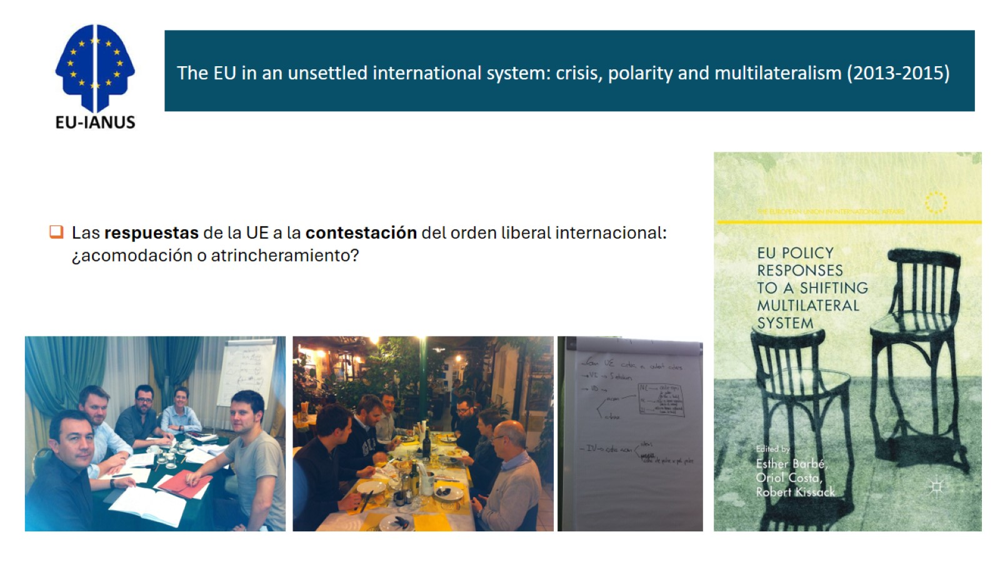 The EU in an unsettled international system: crisis, polarity and multilateralism (2013-2015)
EU-IANUS
❑ Las respuestas de la UE a la contestación del orden liberal internacional:
¿acomodación o atrincheramiento?
THE EUROPEAN UNION IN INTERNATIONAL AFFAIRS
EU POLICY
RESPONSES
TO A SHIFTING
MULTILATERAL
SYSTEM
Edited by
Esther Barbé,
Oriol Costa,
Robert Kissack
UE